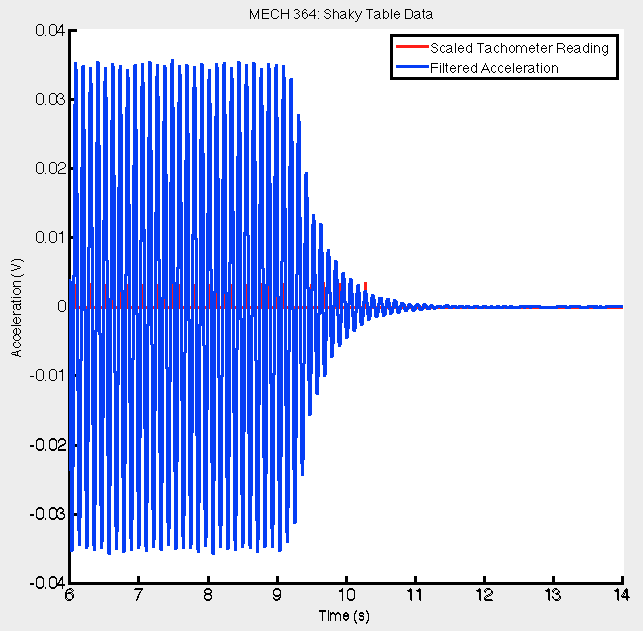 MECH 364: Shaky Table Data
Scaled Tachometer Reading
Filtered Acceleration
0.04
0.03
0.02
0.01
0
-0.01
-0.02
-0.03
-0.04
Acceleration (V)
6 7 8 9 10 11 12 13 14
Time (s)